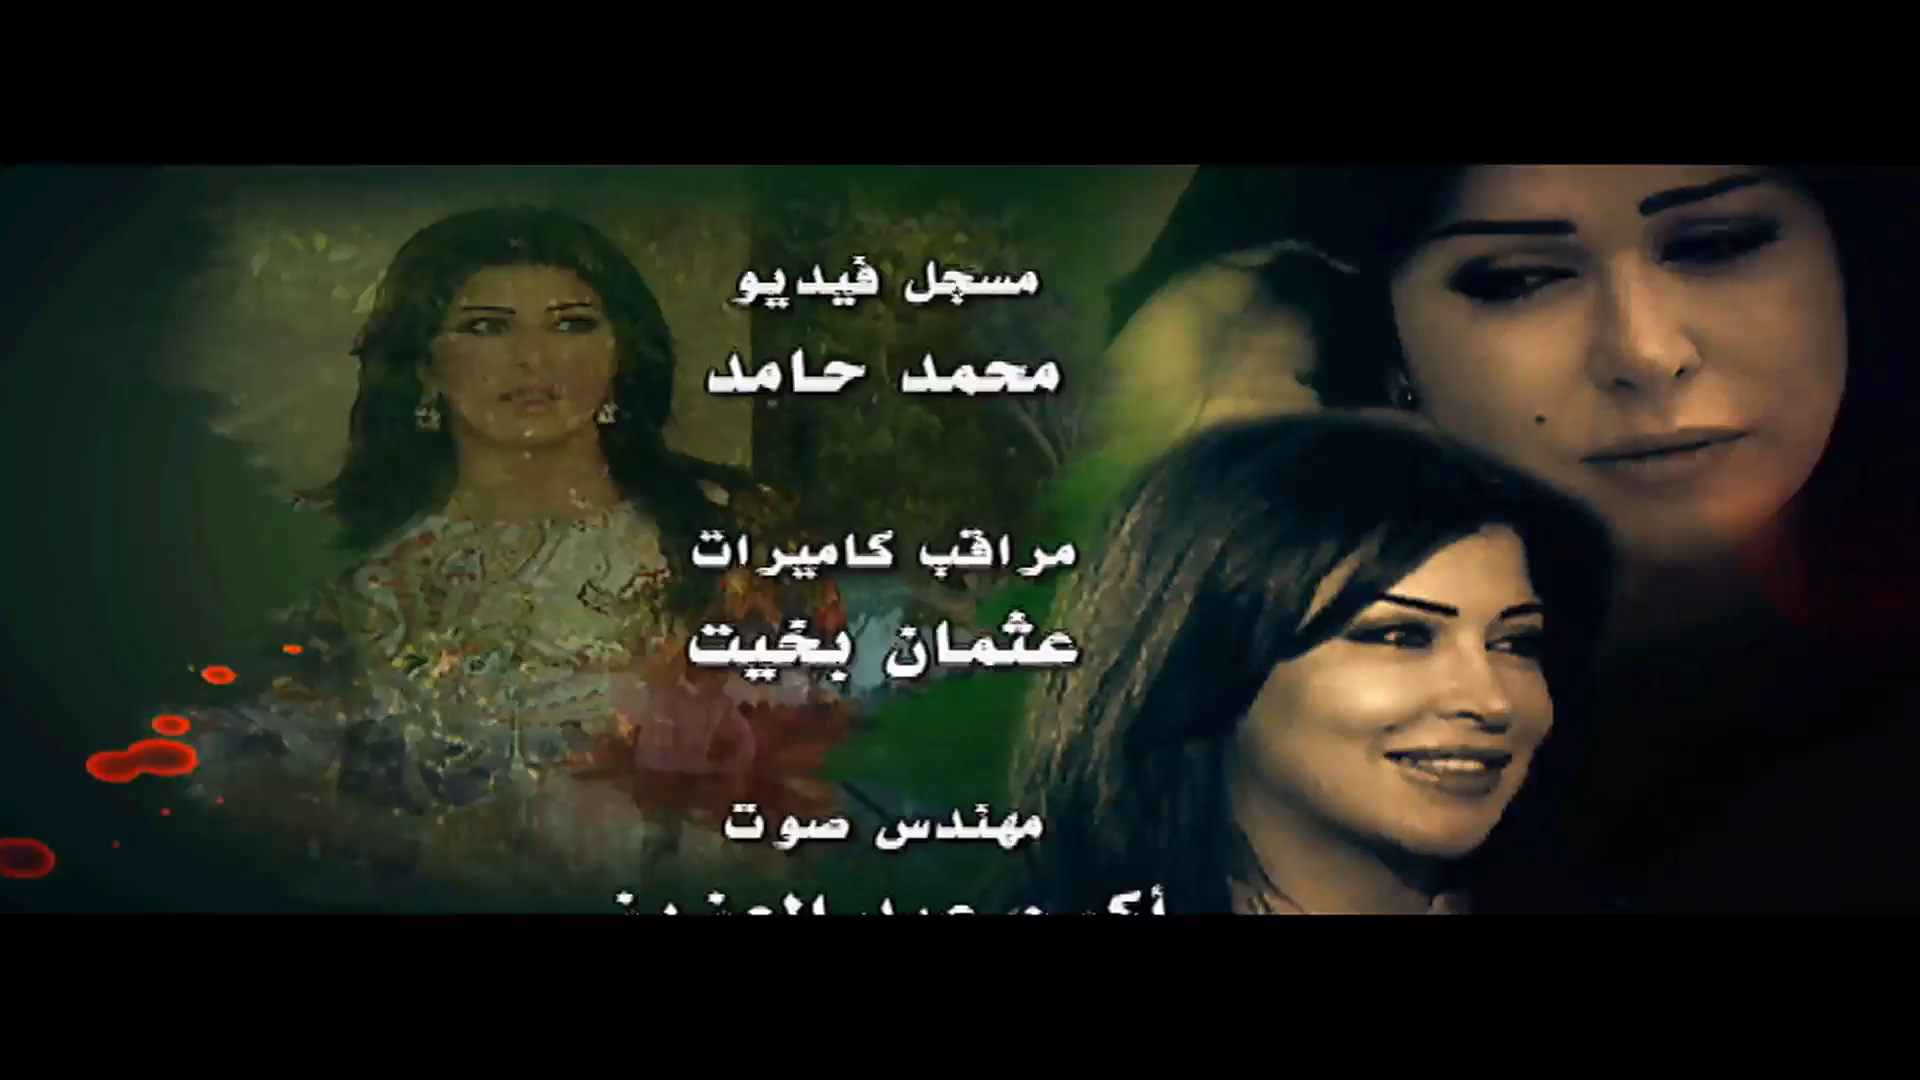 مسجل فيديو
محمد حامد
مراقب كاميرات
عثمان بخيت
مهندس صوت